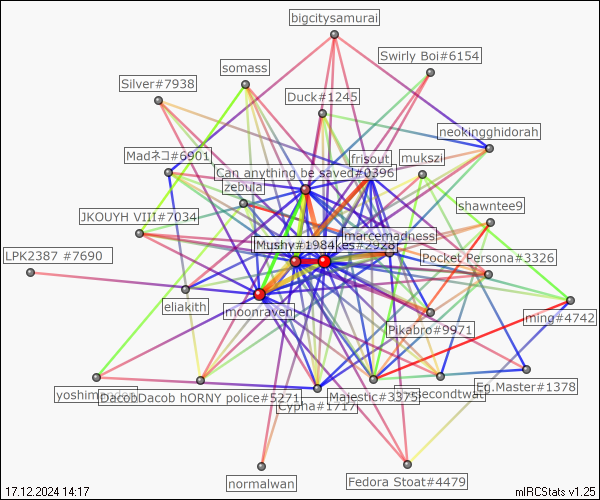 bigcitysamurai
Swirly Boi#6154
somass
Silver#7938
Duck#1245
neokingghidorah
Madネコ#6901
frisout
mukszi
Can anything be saved#0396
zebula
shawntee9
JKOUYH VIII#7034
marcemadness
Mushy#1984
kes#2928
LPK2387 #7690
Pocket Persona#3326
eliakith
moonraven
ming#4742
Pikabro#9971
Eg.Master#1378
yoshim
DacobDacob hORNY police#5271
Cypha#1717
Majestic#3375
secondtwat
normalwan
Fedora Stoat#4479
17.12.2024 14:17
mIRCStats v1.25